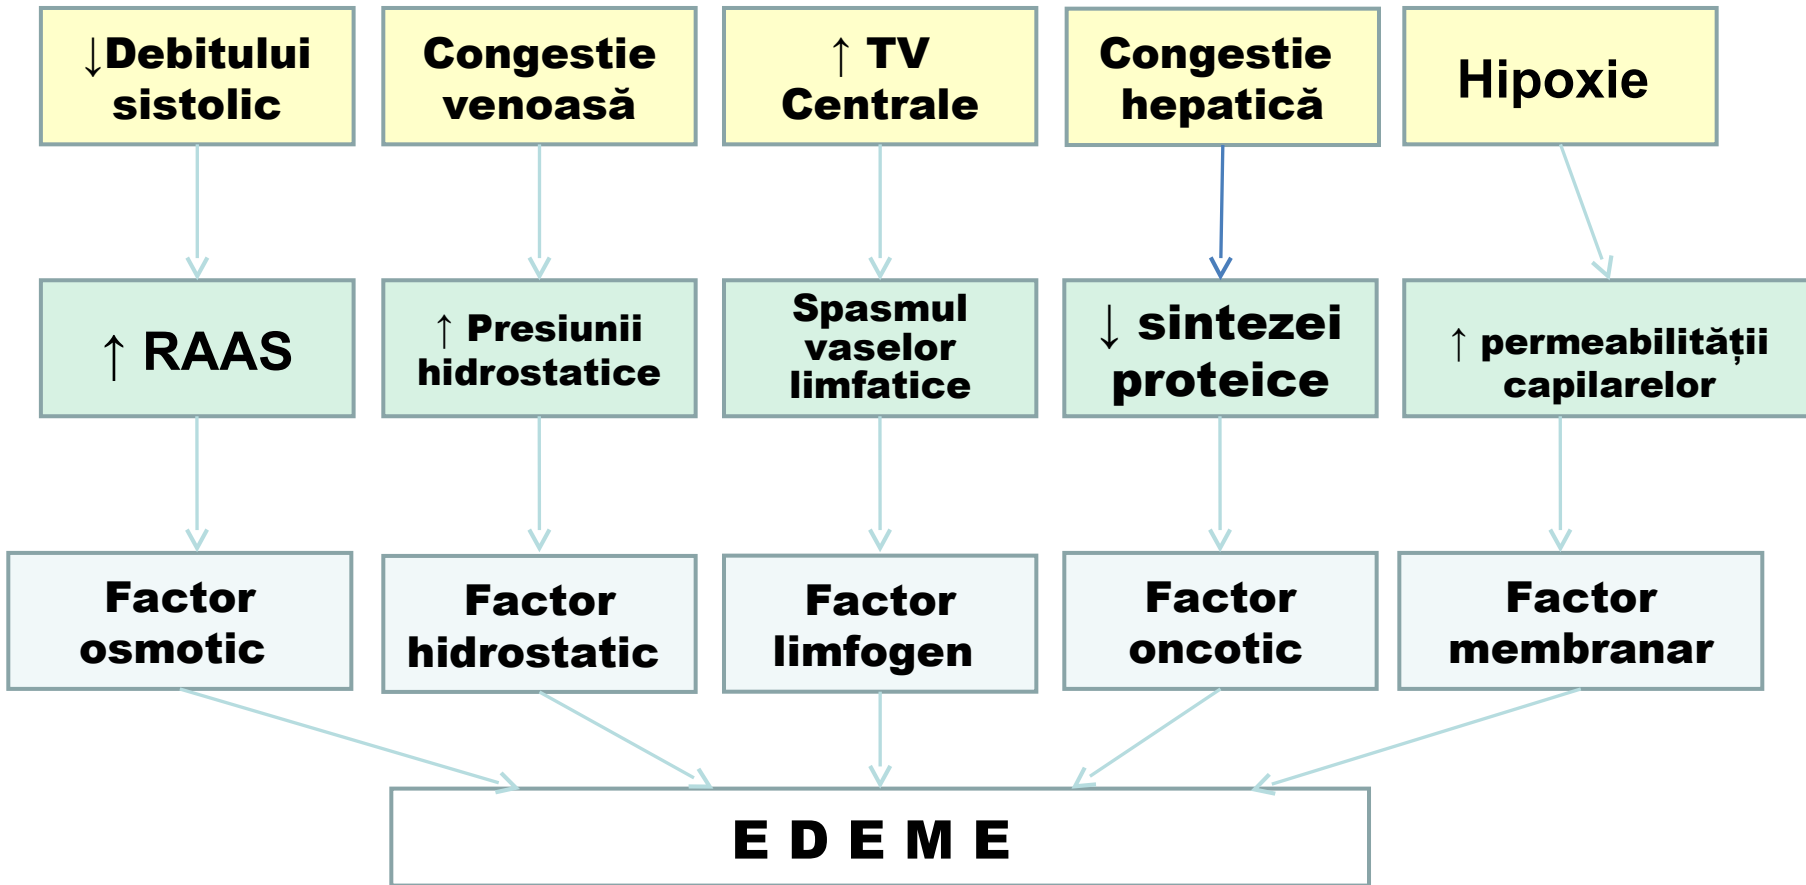 ↓Debitului
sistolic
Congestie
venoasă
↑ TV
Centrale
Congestie
hepatică
Hipoxie
↑ RAAS
↑ Presiunii
hidrostatice
Spasmul
vaselor
limfatice
↓ sintezei
proteice
↑ permeabilității
capilarelor
Factor
osmotic
Factor
hidrostatic
Factor
limfogen
Factor
oncotic
Factor
membranar
E D E M E